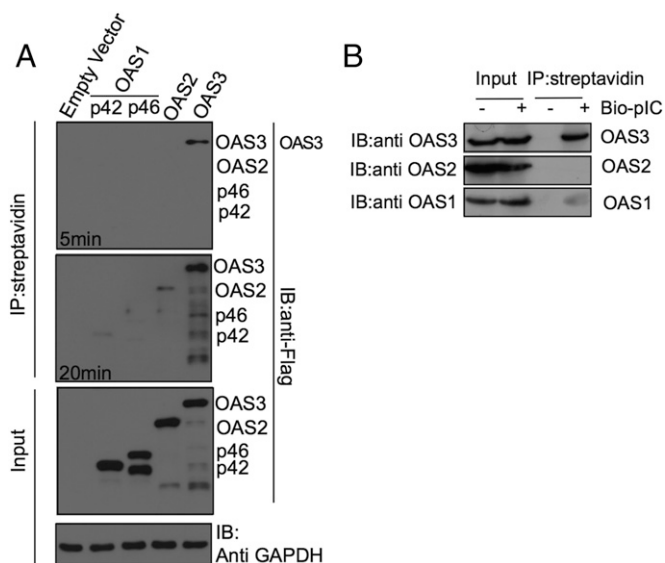 A
Empty Vector
OAS1
p42 p46
OAS2
OAS3
IP:streptavidin
OAS3
OAS2
p46
p42
5min
OAS3
OAS3
OAS2
p46
p42
20min
IB:anti-Flag
Input
OAS3
OAS2
p46
p42
IB:
Anti GAPDH
B
Input IP:streptavidin
- + - + Bio-pIC
IB:anti OAS3 OAS3
IB:anti OAS2 OAS2
IB:anti OAS1 OAS1